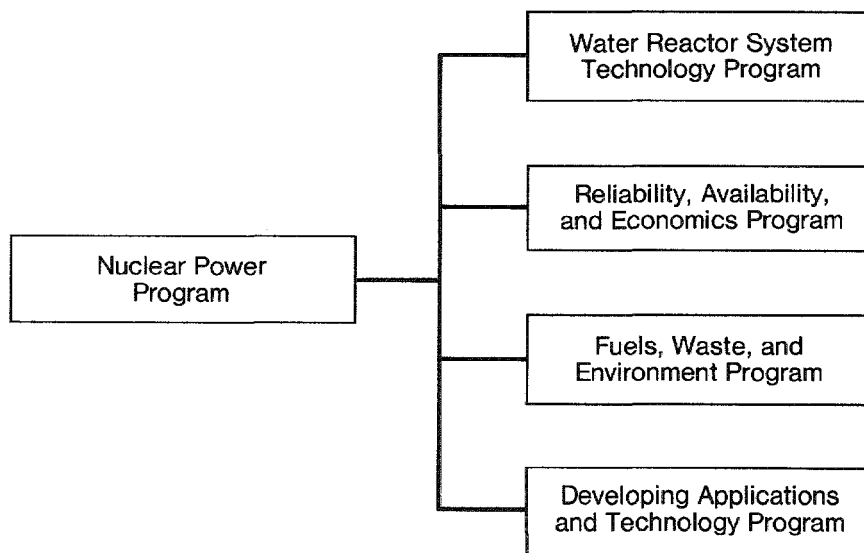 Water Reactor System
Technology Program
Reliability, Availability,
and Economics Program
Nuclear Power
Program
Fuels, Waste, and
Environment Program
Developing Applications
and Technology Program